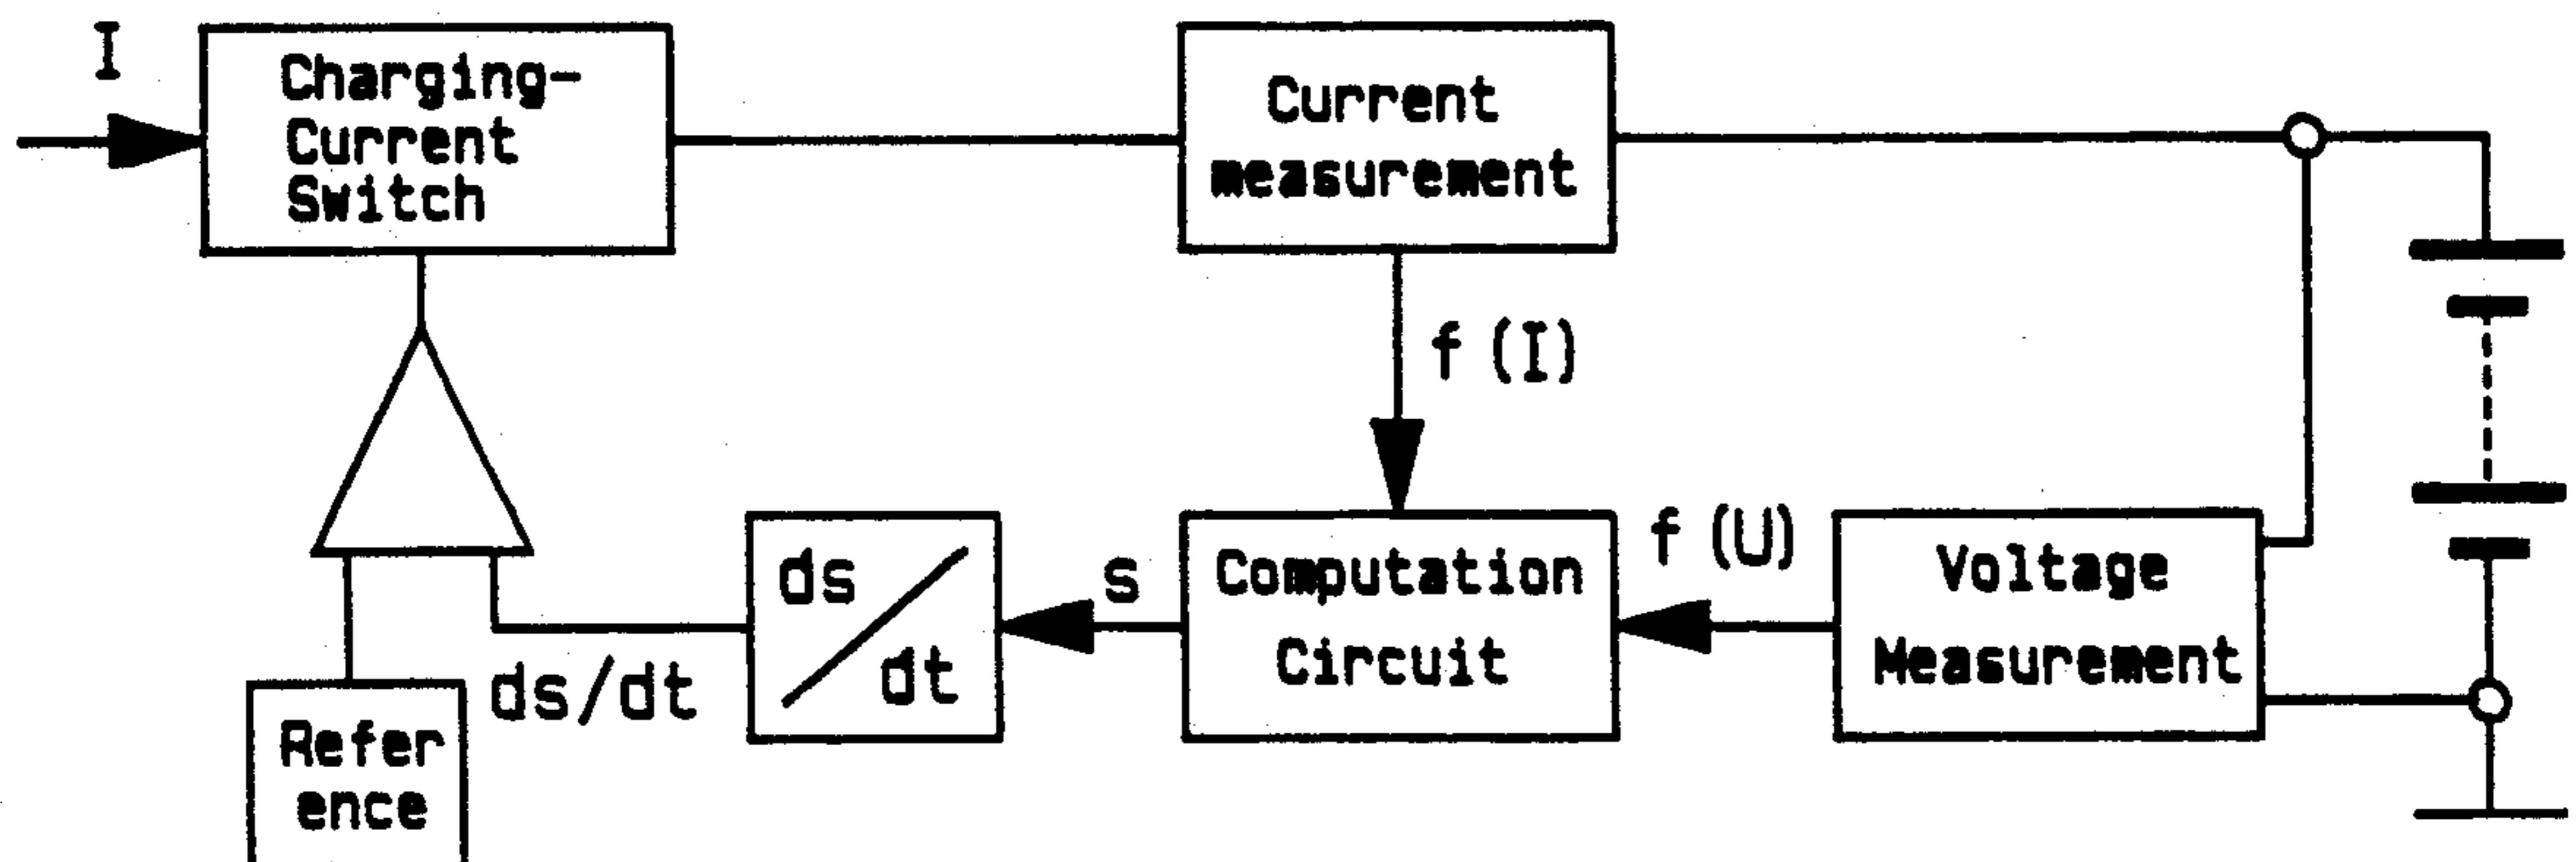 I
Charging-
Current
Switch
Current
measurement
f (I)
ds
dt
s
Computation
Circuit
f (U)
Voltage
Measurement
ds/dt
Refer
ence